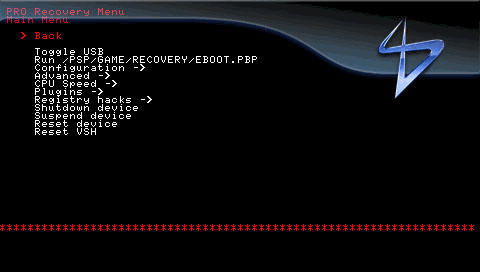 PRO Recovery Menu
Main Menu
> Back
Toggle USB
Run /PSP/GAME/RECOVERY/EBOOT.PBP
Configuration ->
Advanced ->
CPU Speed ->
Plugins ->
Registry hacks ->
Shutdown device
Suspend device
Reset device
Reset VSH
********************************************************************